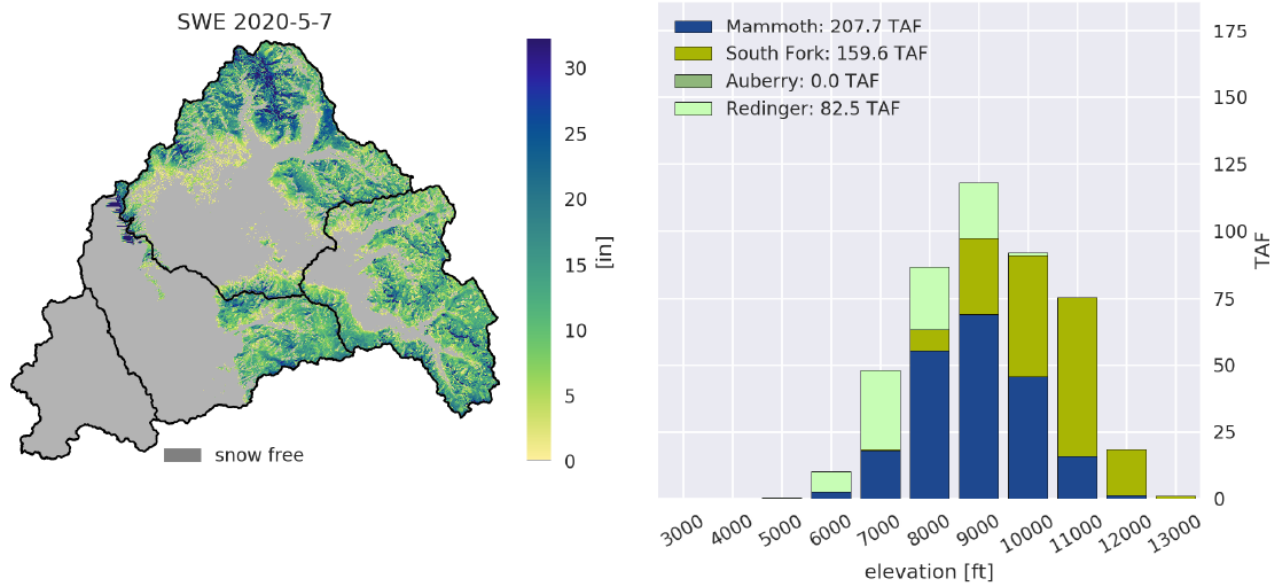 SWE 2020-5-7
30
25
20
15
10
5
0
[in]
snow free
Mammoth: 207.7 TAF
South Fork: 159.6 TAF
Auberry: 0.0 TAF
Redinger: 82.5 TAF
175
150
125
100
75
50
25
0
TAF
3000 4000 5000 6000 7000 8000 9000 10000 11000 12000 13000
elevation [ft]